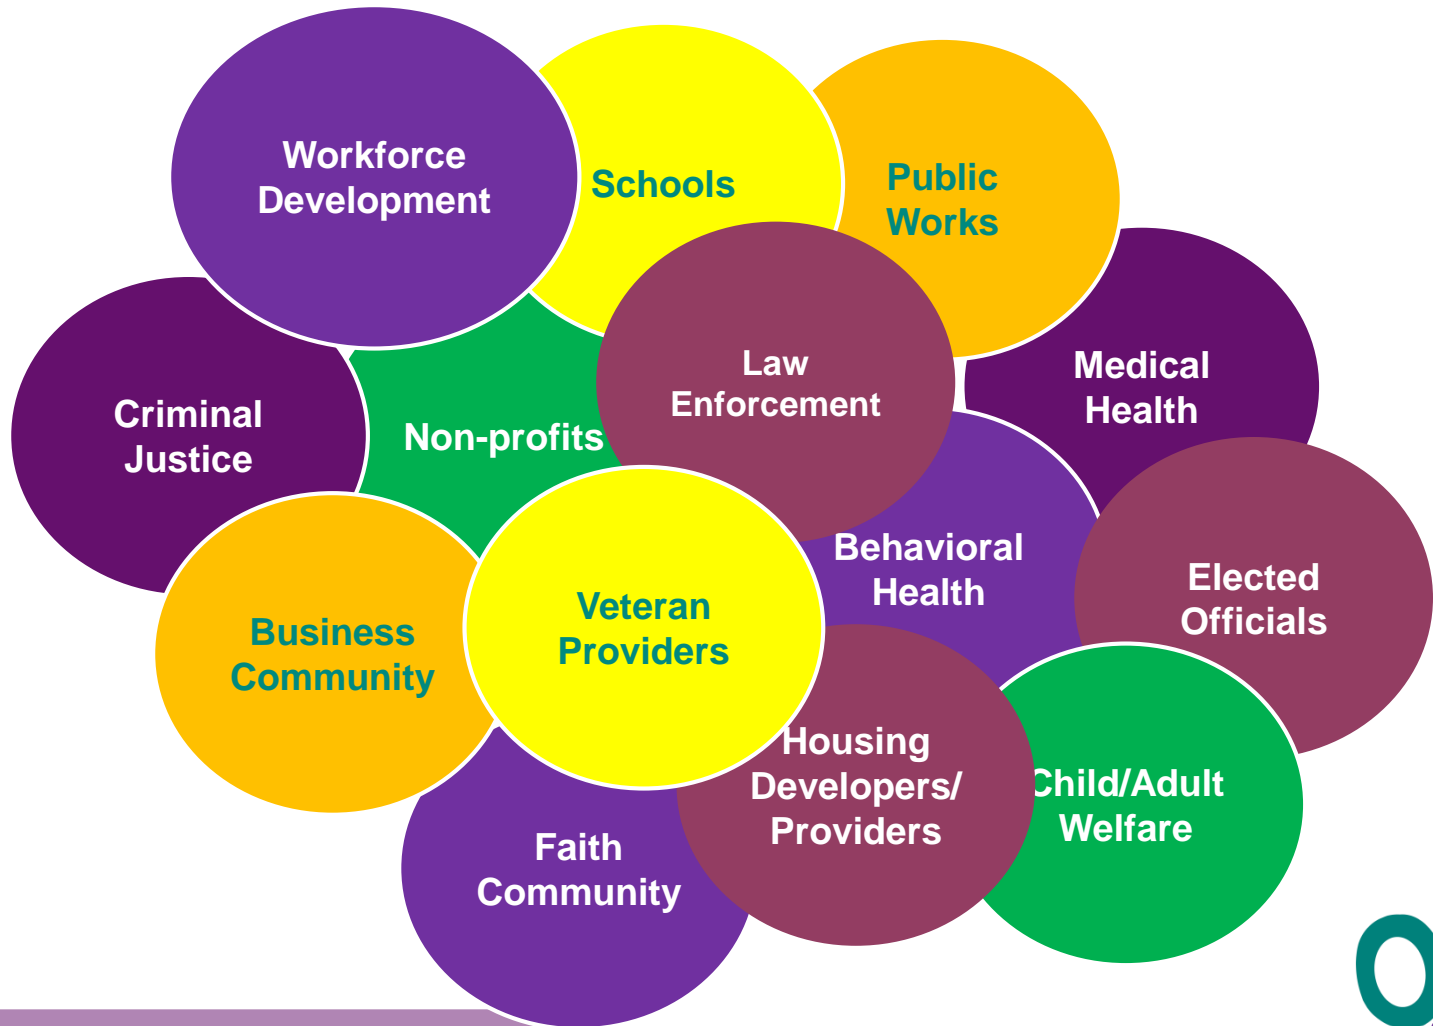 Workforce
Development
Schools
Public
Works
Law
Enforcement
Medical
Health
Criminal
Justice
Non-profits
Behavioral
Health
Elected
Officials
Veteran
Providers
Business
Community
Housing
Developers/
Providers
Child/Adult
Welfare
Faith
Community